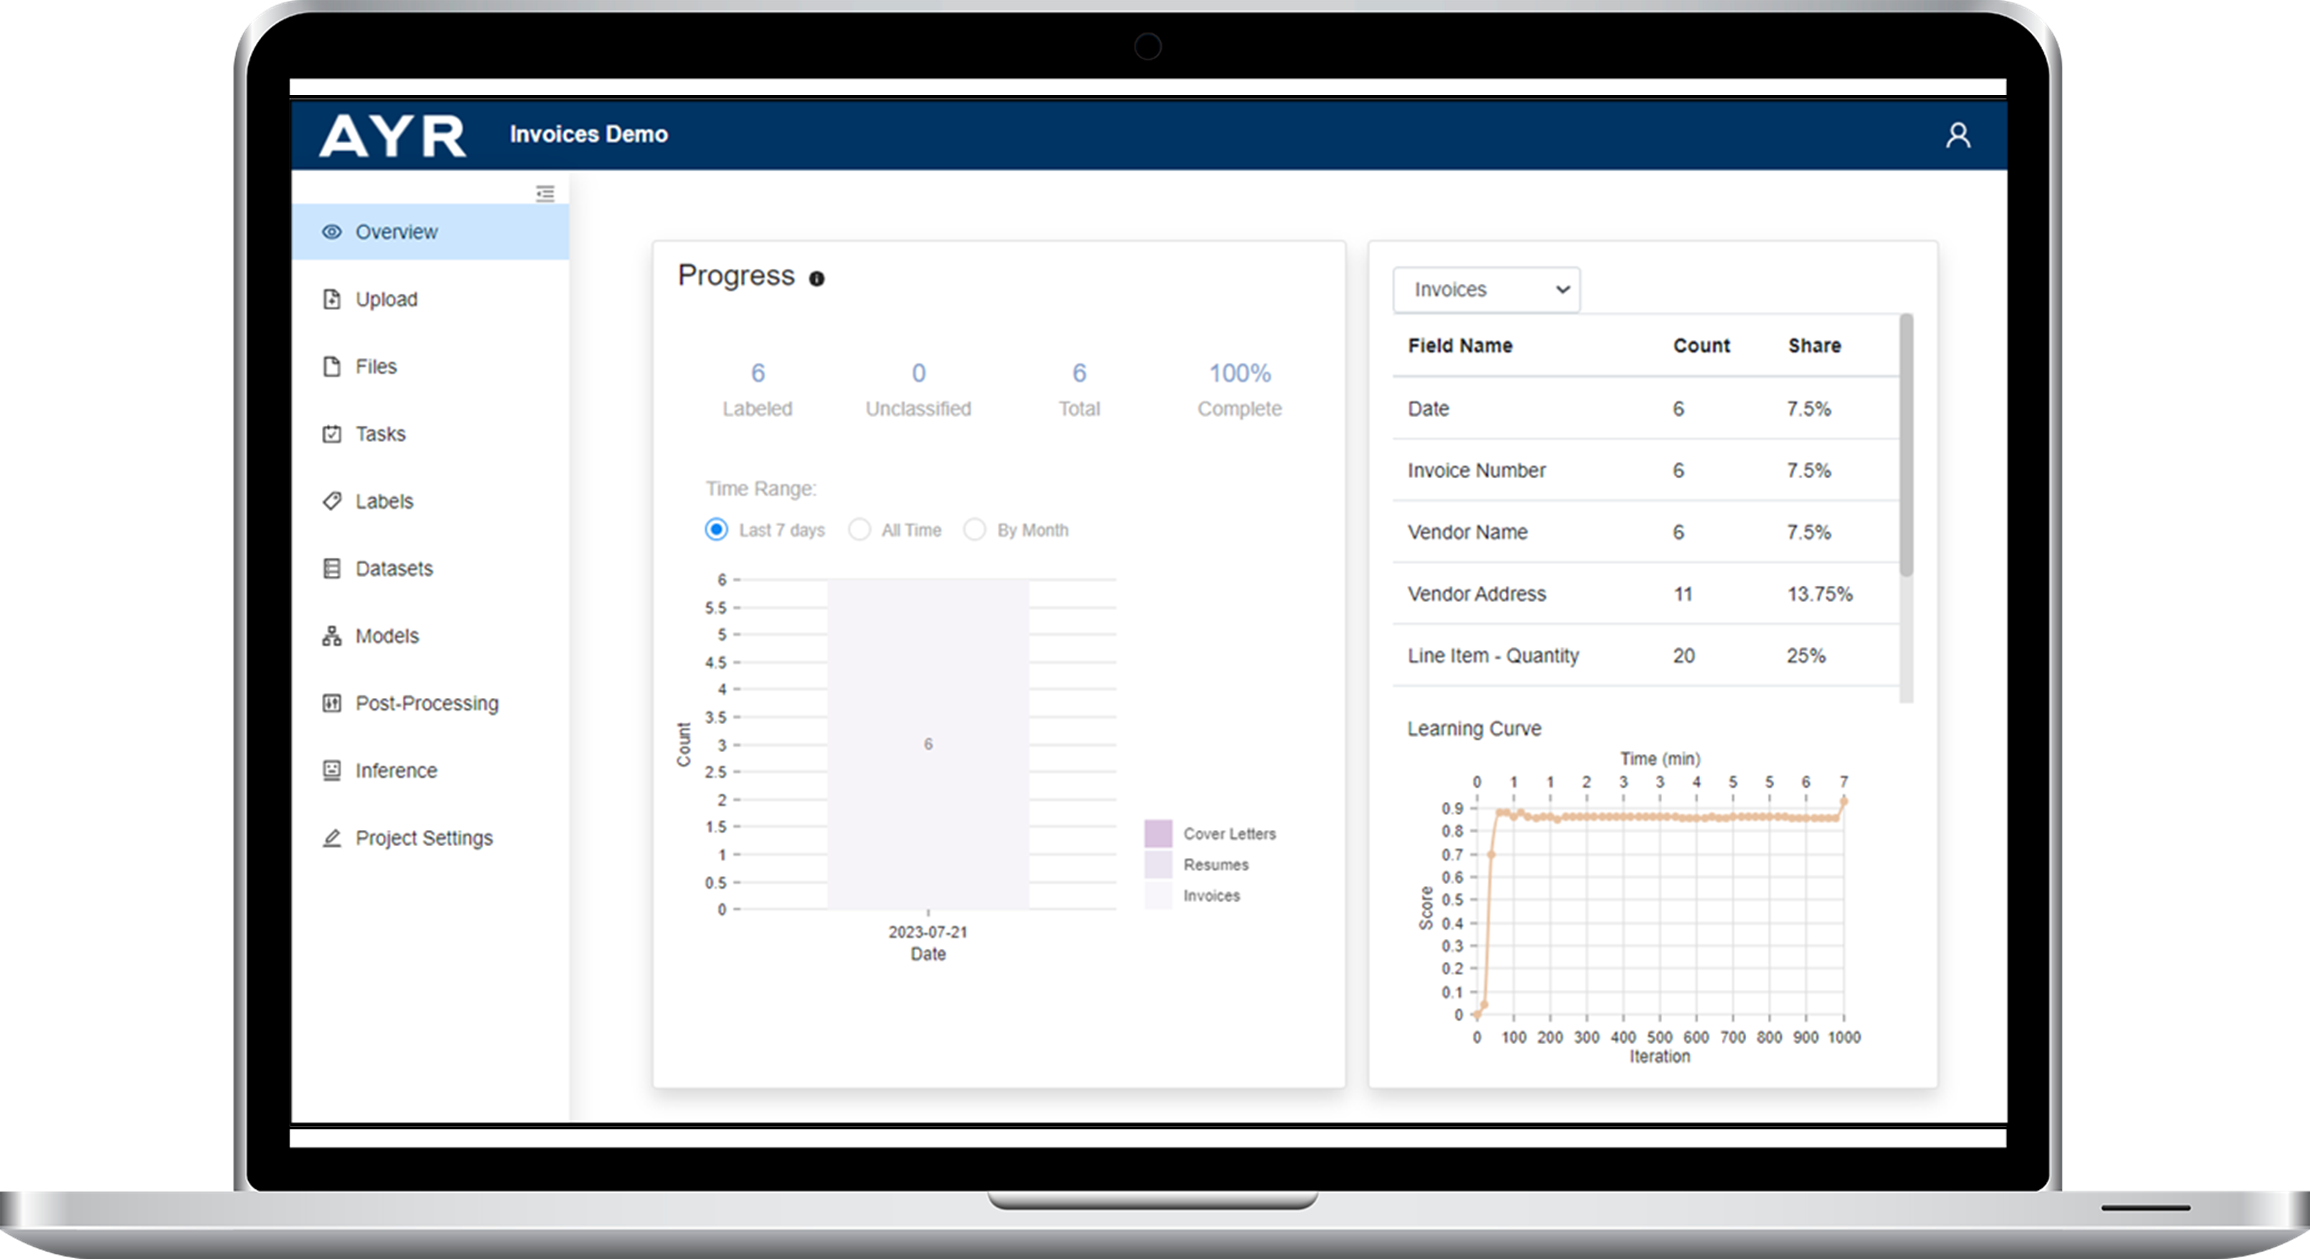 AYR
Invoices Demo
Overview
Upload
Files
Tasks
Labels
Datasets
Models
Post-Processing
Inference
Project Settings
Progress
6 0 6 100%
Labeled Unclassified Total Complete
Time Range:
Last 7 days All Time By Month
Count
6
5.5
5
4.5
4
3.5
3
2.5
2
1.5
1
0.5
0
6
2023-07-21
Date
Cover Letters
Resumes
Invoices
Invoices
Field Name Count Share
Date 6 7.5%
Invoice Number 6 7.5%
Vendor Name 6 7.5%
Vendor Address 11 13.75%
Line Item - Quantity 20 25%
Learning Curve
Time (min)
0 1 1 2 3 3 4 5 5 6 7
Score
0.9
0.8
0.7
0.6
0.5
0.4
0.3
0.2
0.1
0
0 100 200 300 400 500 600 700 800 900 1000
Iteration